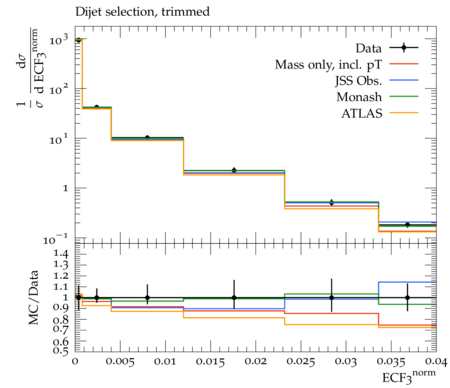 Dijet selection, trimmed
1/σ dσ/d ECF3^norm
10^3
10^2
10^1
1
10^−1
Data
Mass only, incl. pT
JSS Obs.
Monash
ATLAS
MC/Data
1.4
1.3
1.2
1.1
1
0.9
0.8
0.7
0.6
0.5
0 0.005 0.01 0.015 0.02 0.025 0.03 0.035 0.04
ECF3^norm